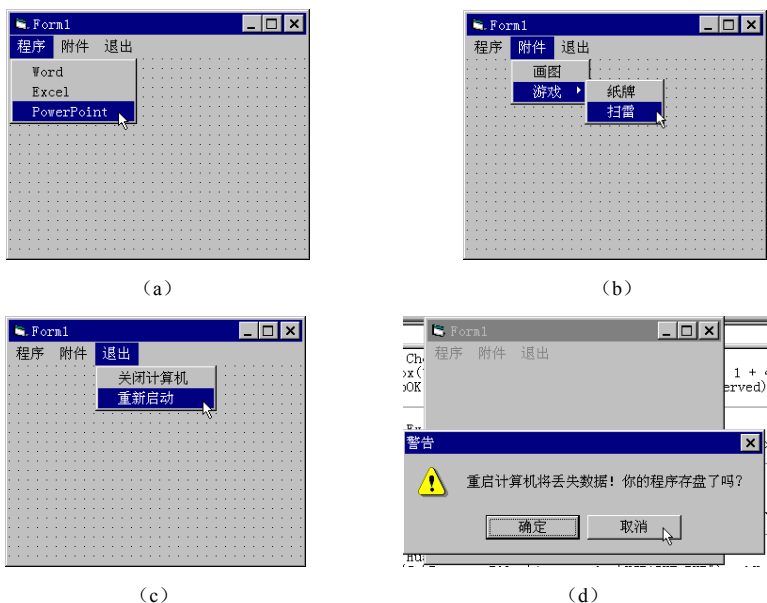 Form1
程序 附件 退出
Word
Excel
PowerPoint
(a)
Form1
程序 附件 退出
画图
游戏 纸牌
扫雷
(b)
Form1
程序 附件 退出
关闭计算机
重新启动
(c)
Form1
程序 附件 退出
警告
重启计算机将丢失数据！你的程序存盘了吗？
确定 取消
(d)